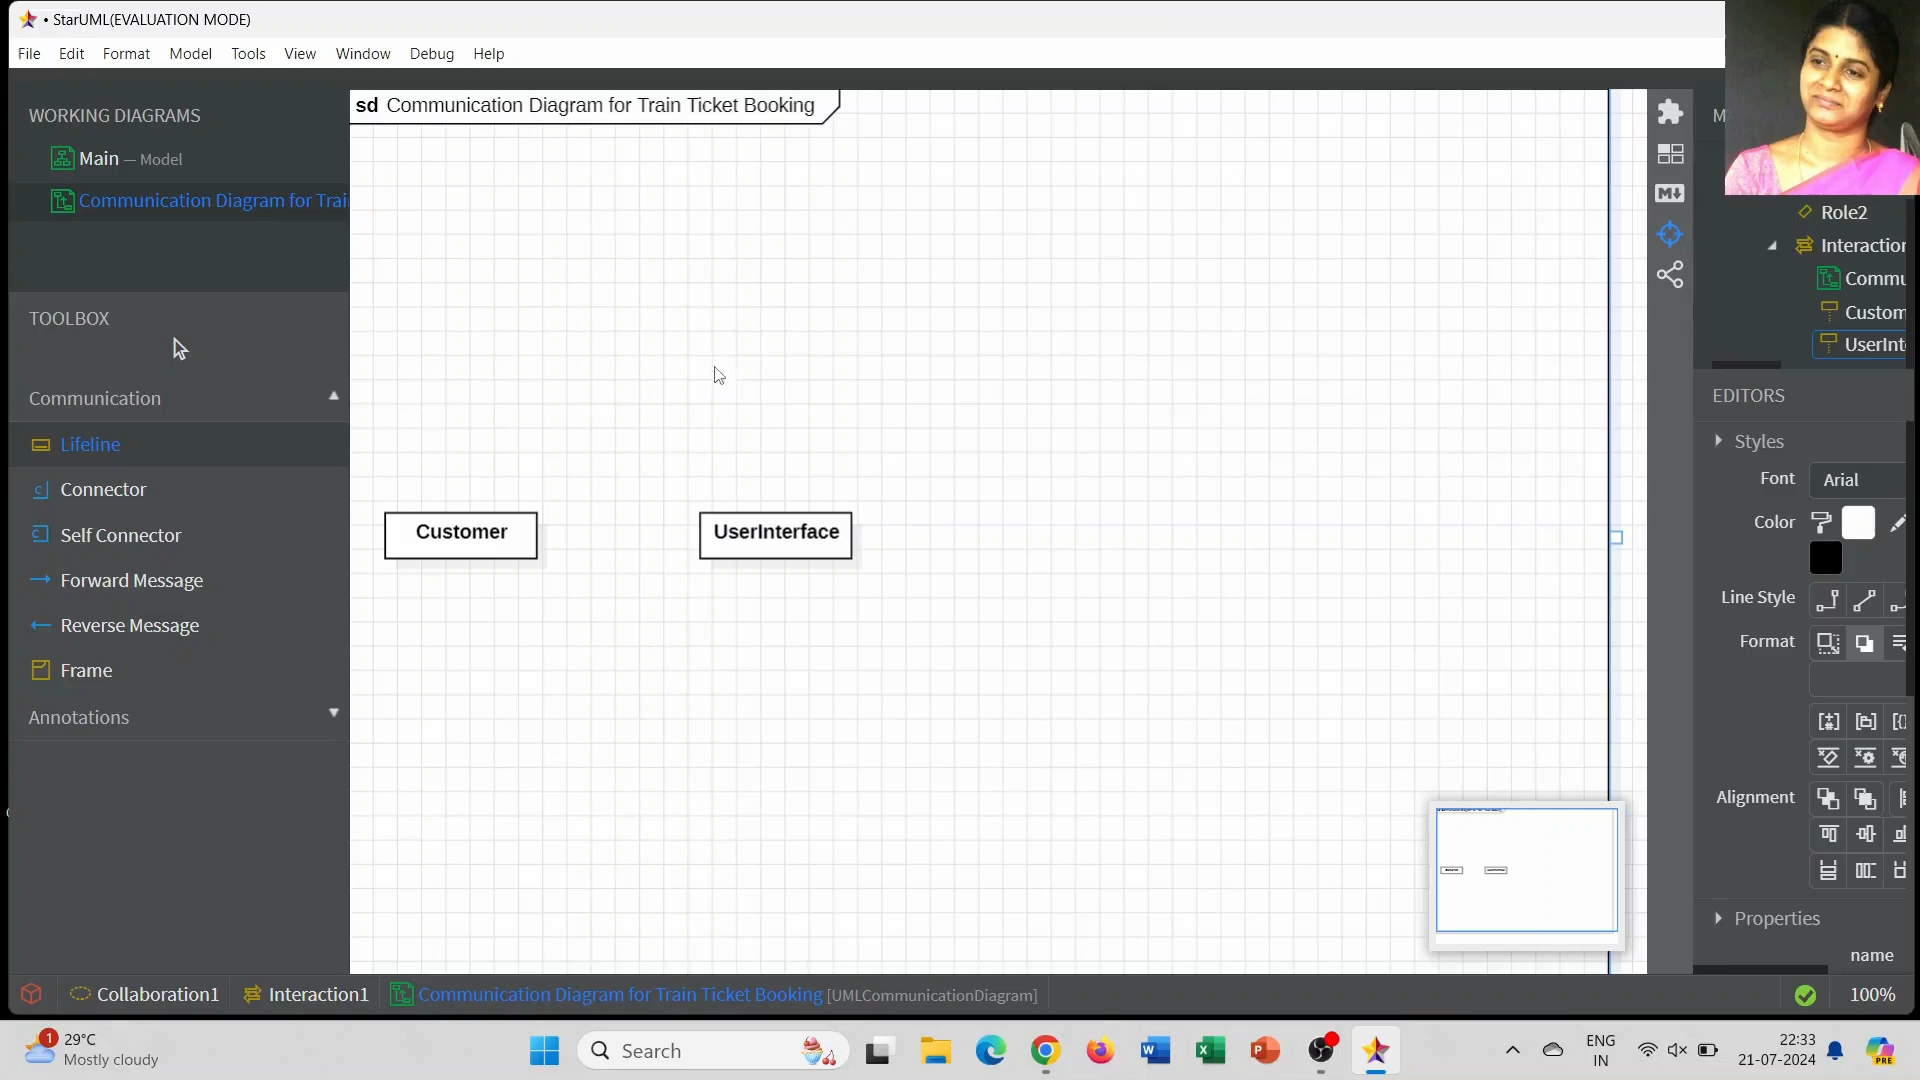 • StarUML(EVALUATION MODE)
File Edit Format Model Tools View Window Debug Help
WORKING DIAGRAMS
Main — Model
Communication Diagram for Trai
TOOLBOX
Communication
Lifeline
Connector
Self Connector
Forward Message
Reverse Message
Frame
Annotations
sd Communication Diagram for Train Ticket Booking
Customer
UserInterface
M
Role2
Interaction
Commu
Custom
UserInt
EDITORS
Styles
Font Arial
Color
Line Style
Format
Alignment
Properties
name
Collaboration1 Interaction1 Communication Diagram for Train Ticket Booking [UMLCommunicationDiagram] 100%
1 29°C
Mostly cloudy
Search
ENG
IN
22:33
21-07-2024
PRE